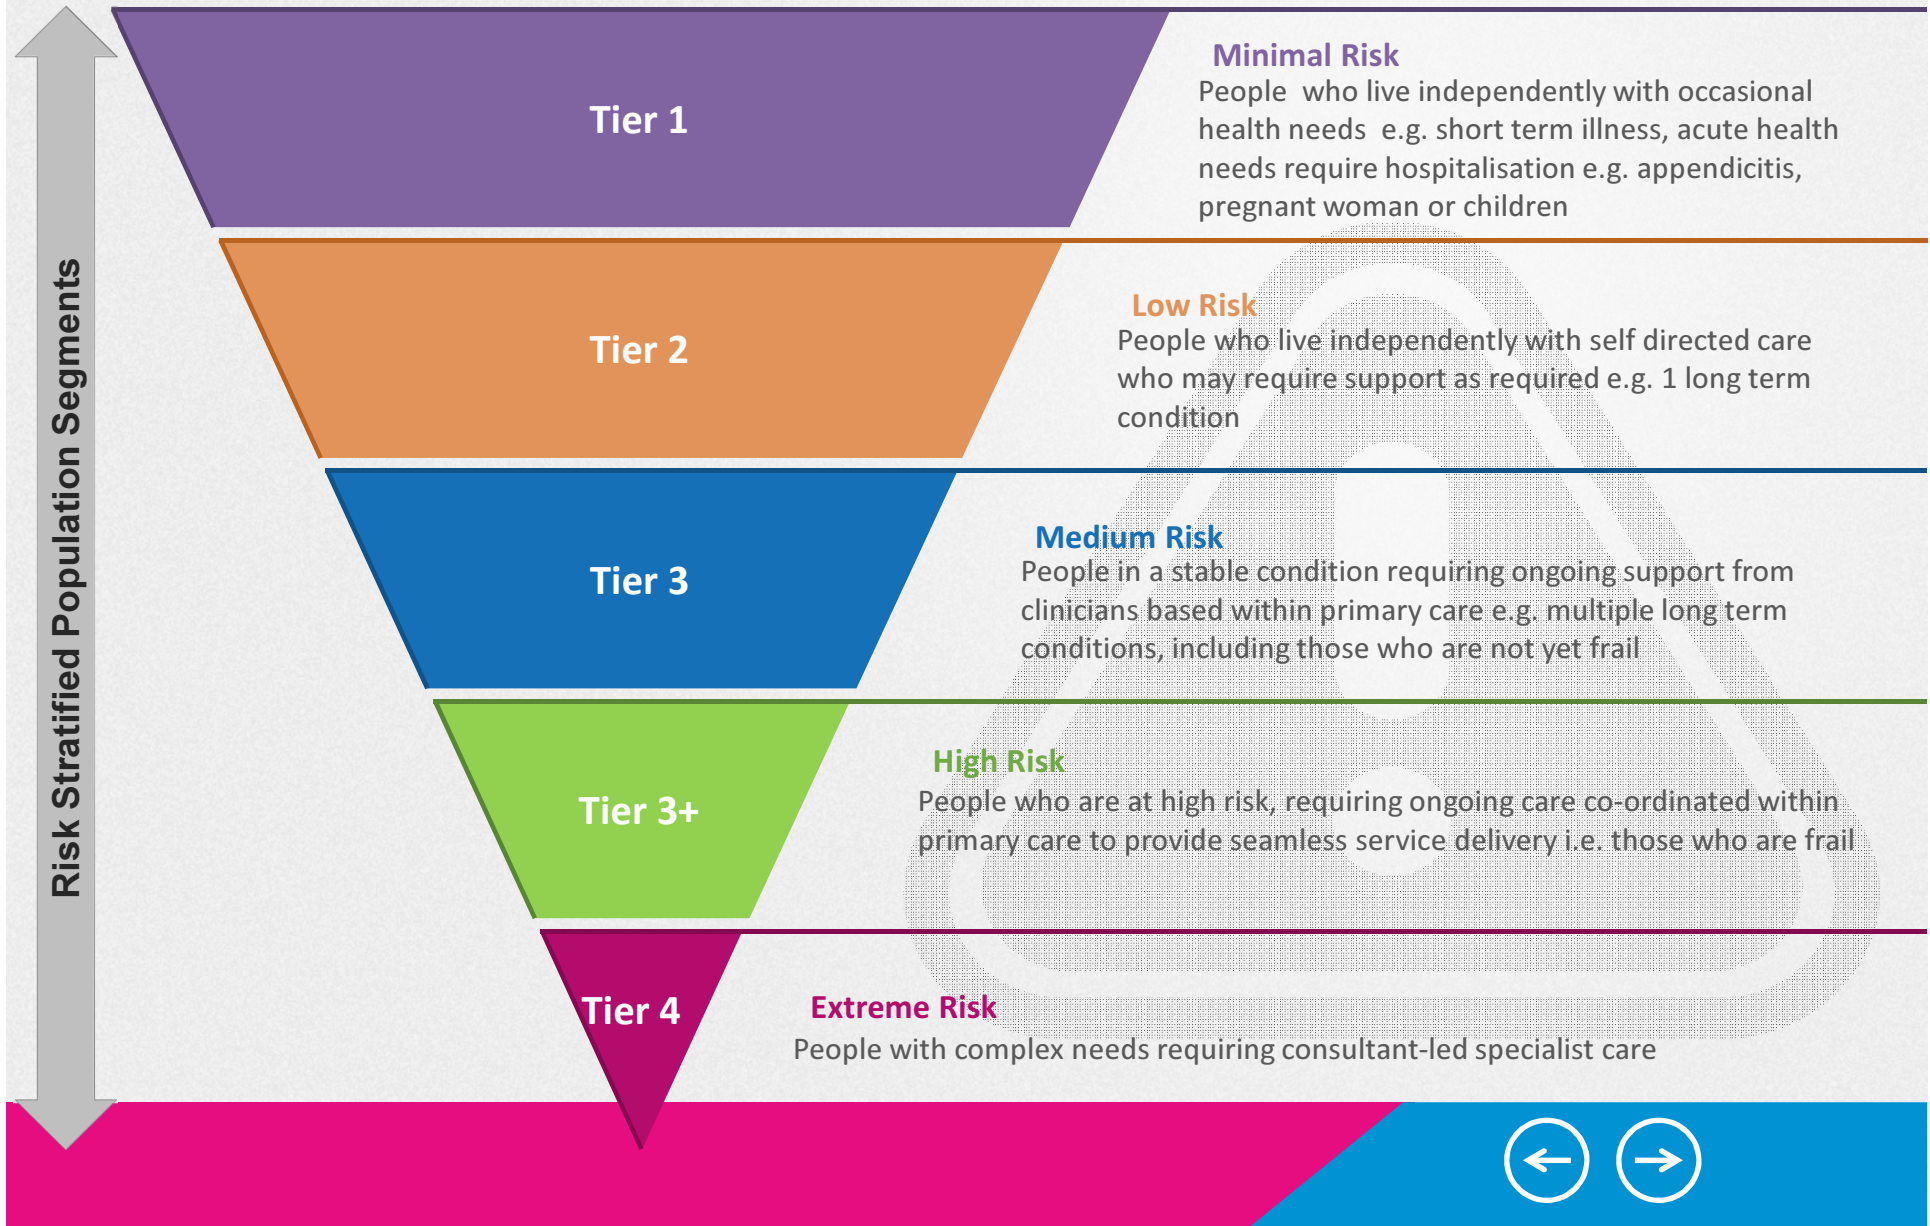 Risk Stratified Population Segments
Tier 1
Minimal Risk
People who live independently with occasional
health needs e.g. short term illness, acute health
needs require hospitalisation e.g. appendicitis,
pregnant woman or children
Tier 2
Low Risk
People who live independently with self directed care
who may require support as required e.g. 1 long term
condition
Tier 3
Medium Risk
People in a stable condition requiring ongoing support from
clinicians based within primary care e.g. multiple long term
conditions, including those who are not yet frail
Tier 3+
High Risk
People who are at high risk, requiring ongoing care co-ordinated within
primary care to provide seamless service delivery i.e. those who are frail
Tier 4
Extreme Risk
People with complex needs requiring consultant-led specialist care